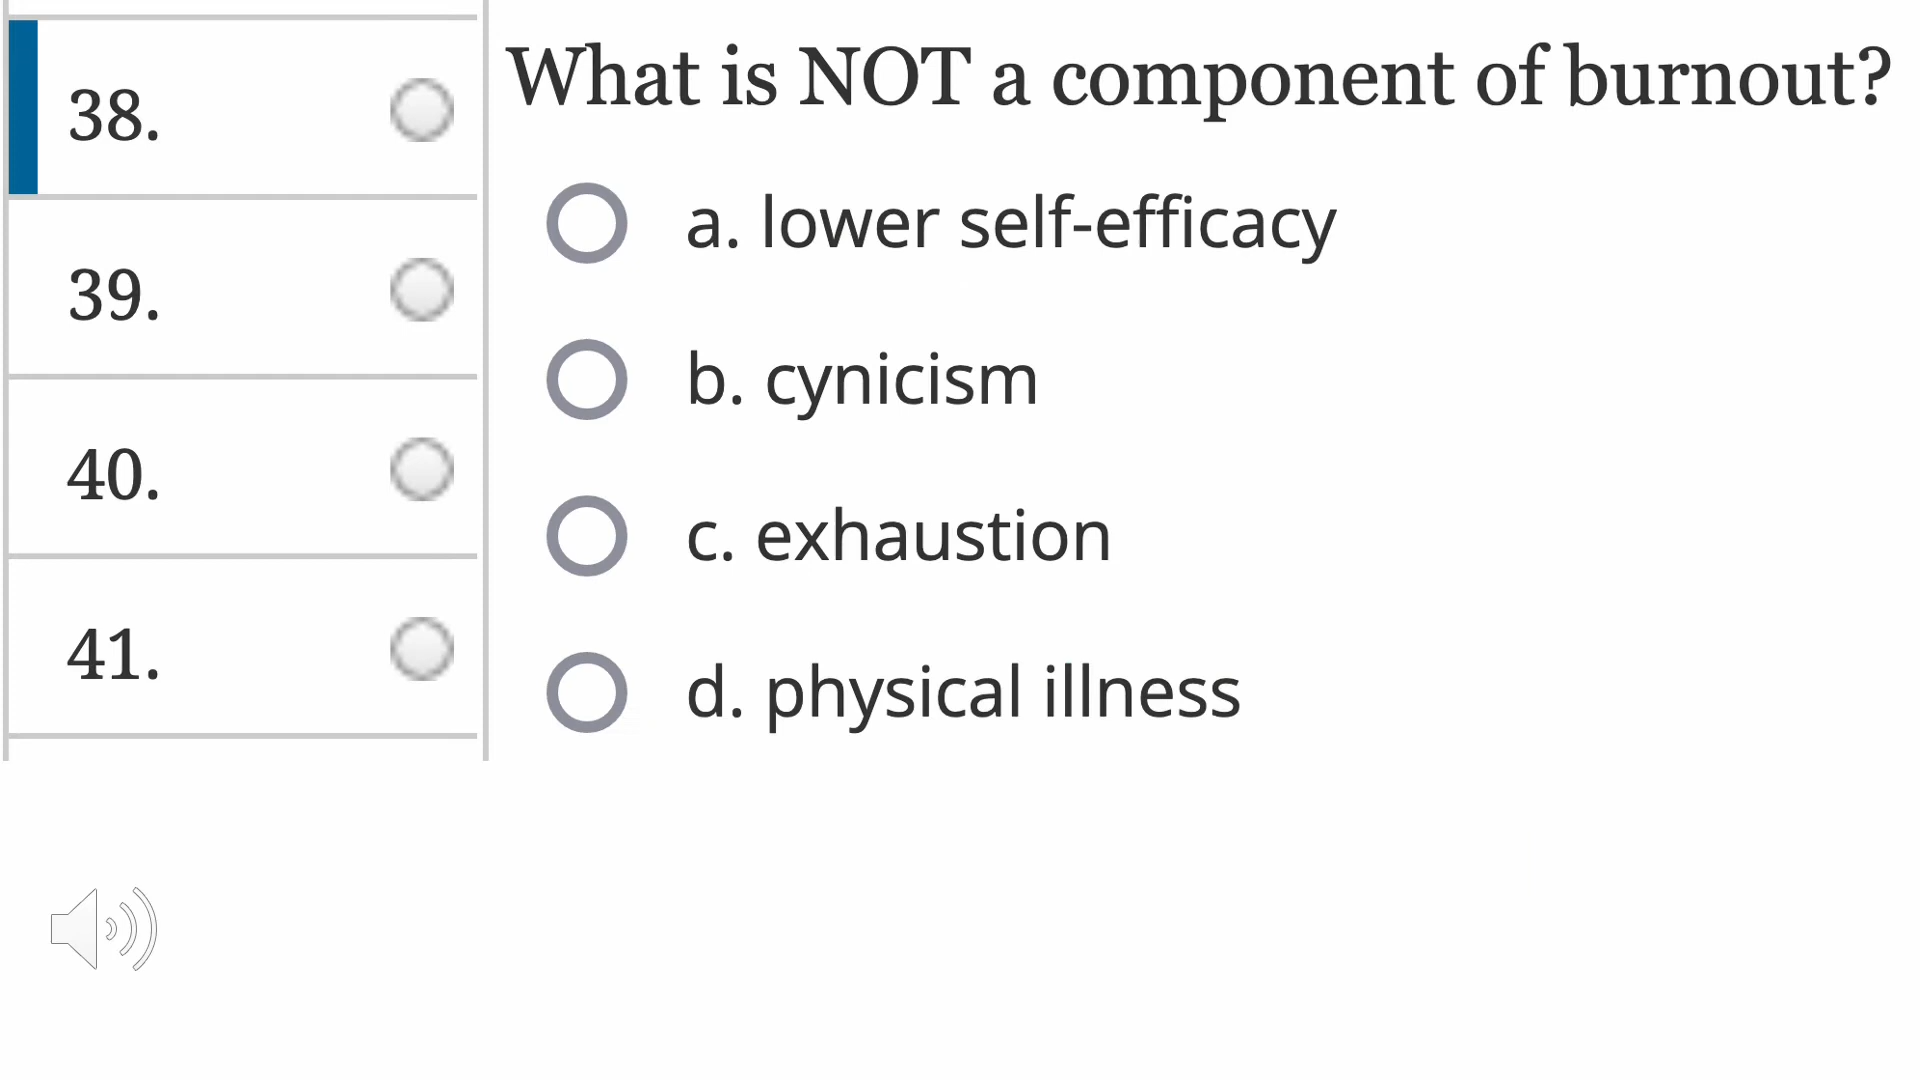 What is NOT a component of burnout?
38.
a. lower self-efficacy
39.
b. cynicism
40.
c. exhaustion
41.
d. physical illness